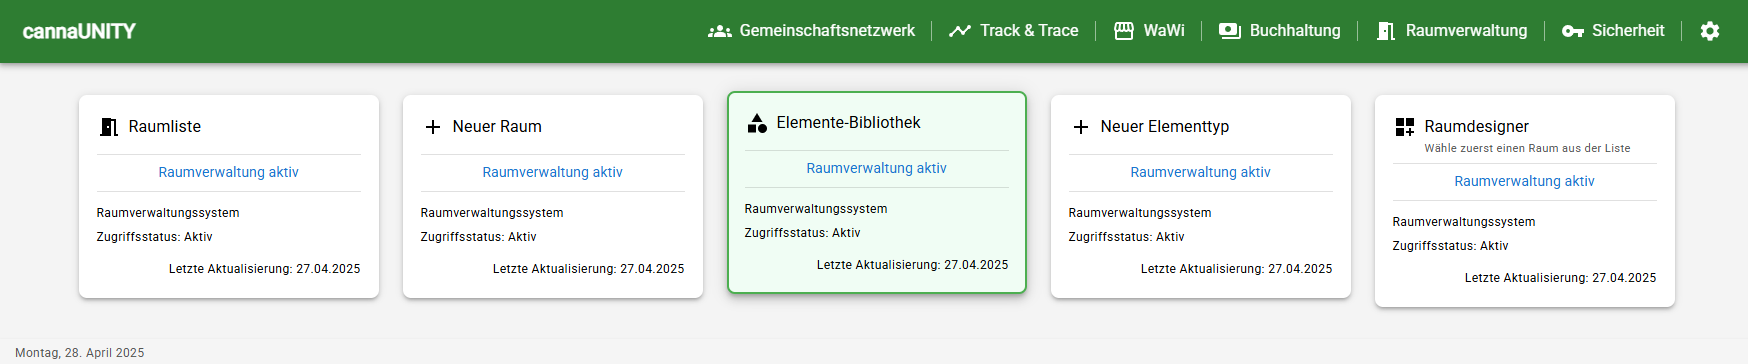 cannaUNITY
Gemeinschaftsnetzwerk
Track & Trace
WaWi
Buchhaltung
Raumverwaltung
Sicherheit
Raumliste
Raumverwaltung aktiv
Raumverwaltungssystem
Zugriffsstatus: Aktiv
Letzte Aktualisierung: 27.04.2025
Neuer Raum
Raumverwaltung aktiv
Raumverwaltungssystem
Zugriffsstatus: Aktiv
Letzte Aktualisierung: 27.04.2025
Elemente-Bibliothek
Raumverwaltung aktiv
Raumverwaltungssystem
Zugriffsstatus: Aktiv
Letzte Aktualisierung: 27.04.2025
Neuer Elementtyp
Raumverwaltung aktiv
Raumverwaltungssystem
Zugriffsstatus: Aktiv
Letzte Aktualisierung: 27.04.2025
Raumdesigner
Wähle zuerst einen Raum aus der Liste
Raumverwaltung aktiv
Raumverwaltungssystem
Zugriffsstatus: Aktiv
Letzte Aktualisierung: 27.04.2025
Montag, 28. April 2025